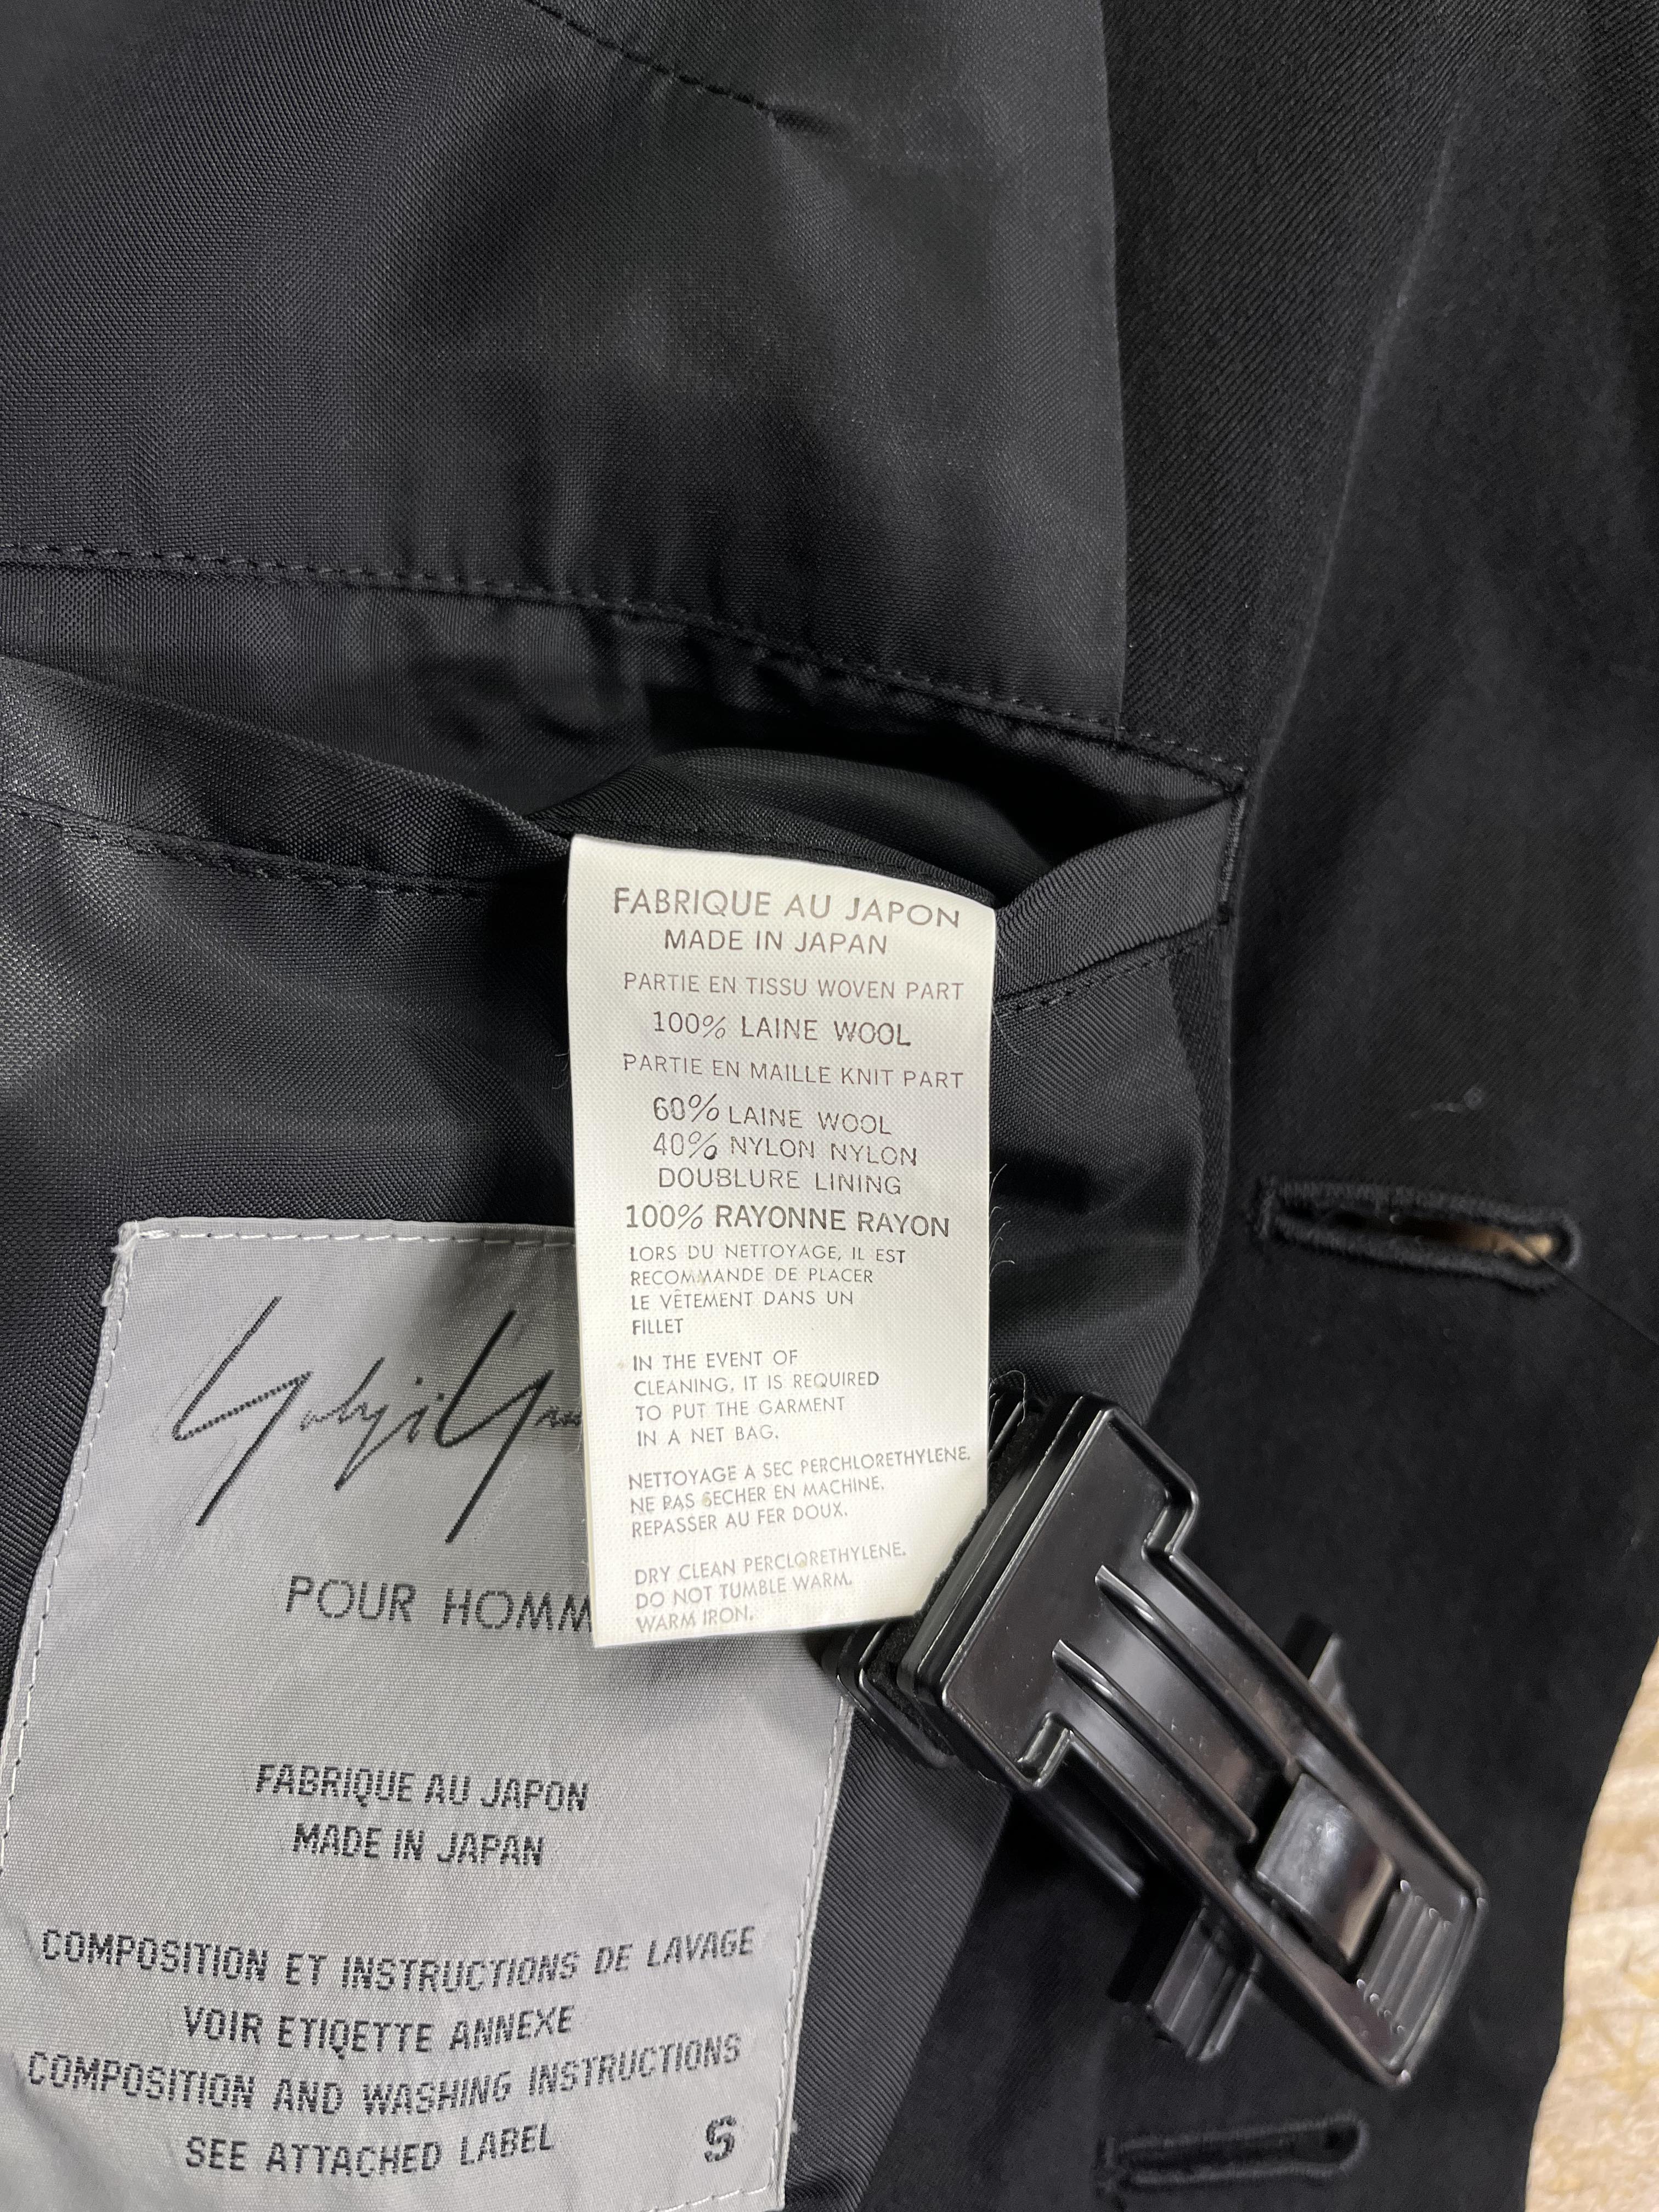 FABRIQUE AU JAPON
MADE IN JAPAN
PARTIE EN TISSU WOVEN PART
100% LAINE WOOL
PARTIE EN MAILLE KNIT PART
60% LAINE WOOL
40% NYLON NYLON
DOUBLURE LINING
100% RAYONNE RAYON
LORS DU NETTOYAGE, IL EST
RECOMMANDE DE PLACER
LE VÊTEMENT DANS UN
FILLET
IN THE EVENT OF
CLEANING, IT IS REQUIRED
TO PUT THE GARMENT
IN A NET BAG.
NETTOYAGE A SEC PERCHLORETHYLENE.
NE PAS SECHER EN MACHINE.
REPASSER AU FER DOUX.
DRY CLEAN PERCLORETHYLENE.
DO NOT TUMBLE WARM.
WARM IRON.
Yohji
POUR HOMM
FABRIQUE AU JAPON
MADE IN JAPAN
COMPOSITION ET INSTRUCTIONS DE LAVAGE
VOIR ETIQETTE ANNEXE
COMPOSITION AND WASHING INSTRUCTIONS
SEE ATTACHED LABEL
S